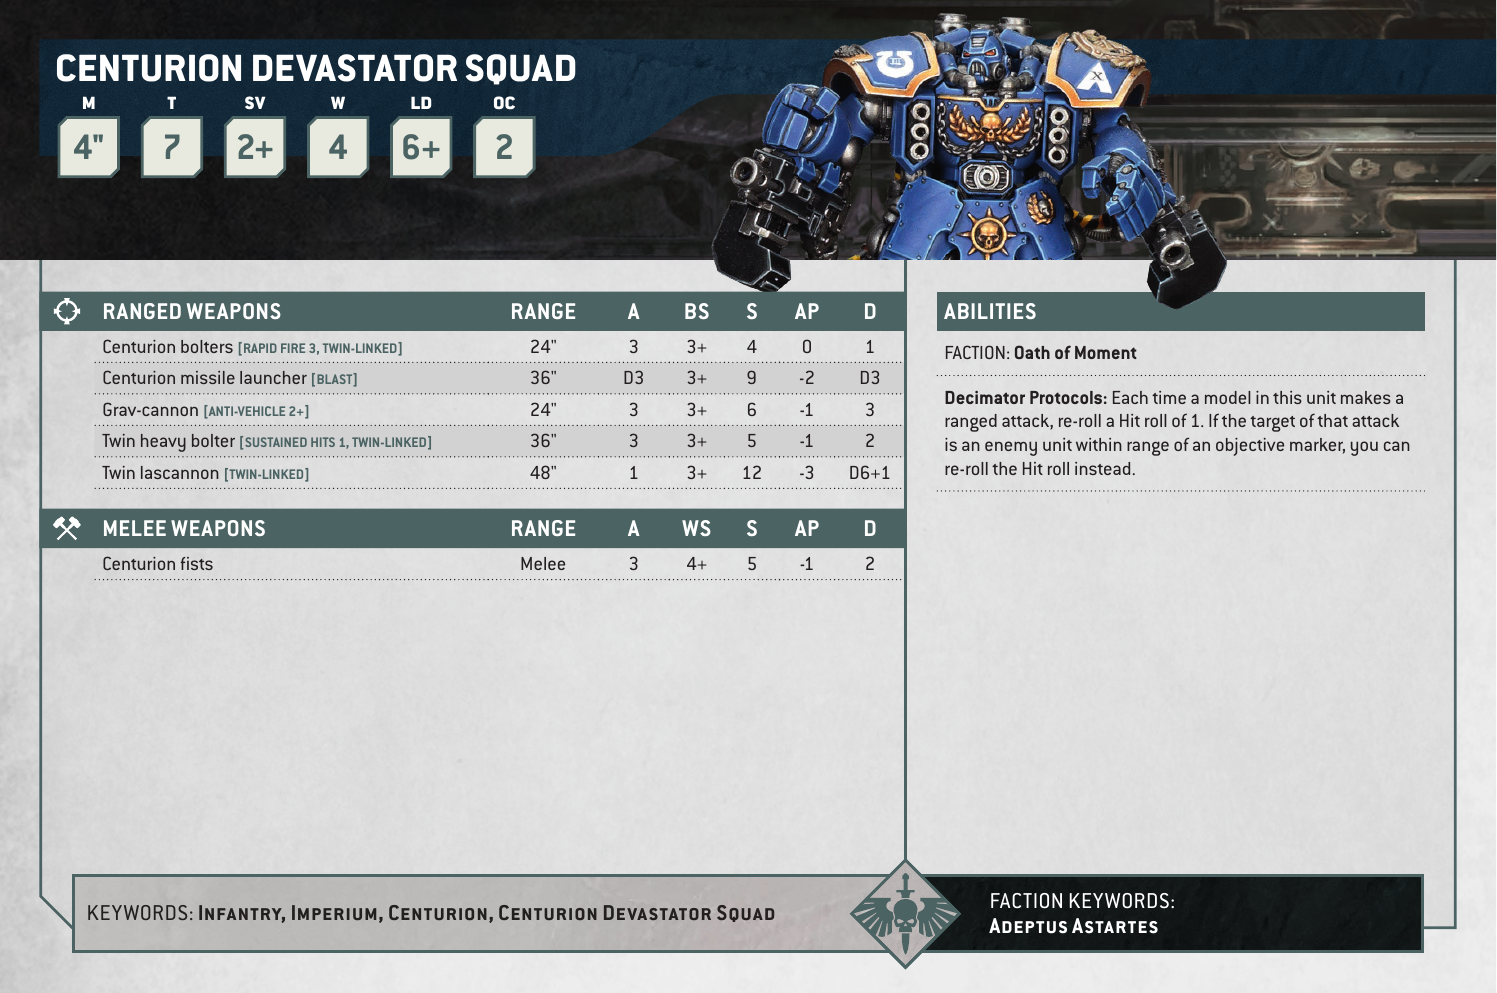 CENTURION DEVASTATOR SQUAD
M T SV W LD OC
4" 7 2+ 4 6+ 2
RANGED WEAPONS RANGE A BS S AP D
Centurion bolters [RAPID FIRE 3, TWIN-LINKED] 24" 3 3+ 4 0 1
Centurion missile launcher [BLAST] 36" D3 3+ 9 -2 D3
Grav-cannon [ANTI-VEHICLE 2+] 24" 3 3+ 6 -1 3
Twin heavy bolter [SUSTAINED HITS 1, TWIN-LINKED] 36" 3 3+ 5 -1 2
Twin lascannon [TWIN-LINKED] 48" 1 3+ 12 -3 D6+1
MELEE WEAPONS RANGE A WS S AP D
Centurion fists Melee 3 4+ 5 -1 2
ABILITIES
FACTION: Oath of Moment
Decimator Protocols: Each time a model in this unit makes a
ranged attack, re-roll a Hit roll of 1. If the target of that attack
is an enemy unit within range of an objective marker, you can
re-roll the Hit roll instead.
KEYWORDS: INFANTRY, IMPERIUM, CENTURION, CENTURION DEVASTATOR SQUAD
FACTION KEYWORDS:
ADEPTUS ASTARTES